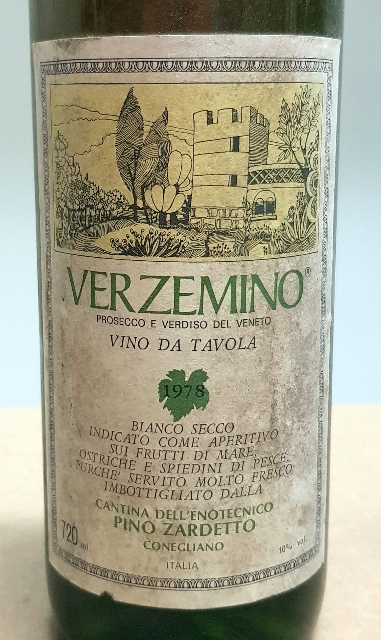 VERZEMINO®
PROSECCO E VERDISO DEL VENETO
VINO DA TAVOLA
1978
BIANCO SECCO
INDICATO COME APERITIVO
SUI FRUTTI DI MARE,
OSTRICHE E SPIEDINI DI PESCE,
PURCHE' SERVITO MOLTO FRESCO
IMBOTTIGLIATO DALLA
CANTINA DELL'ENOTECNICO
PINO ZARDETTO
CONEGLIANO
720 ml
10% vol.
ITALIA